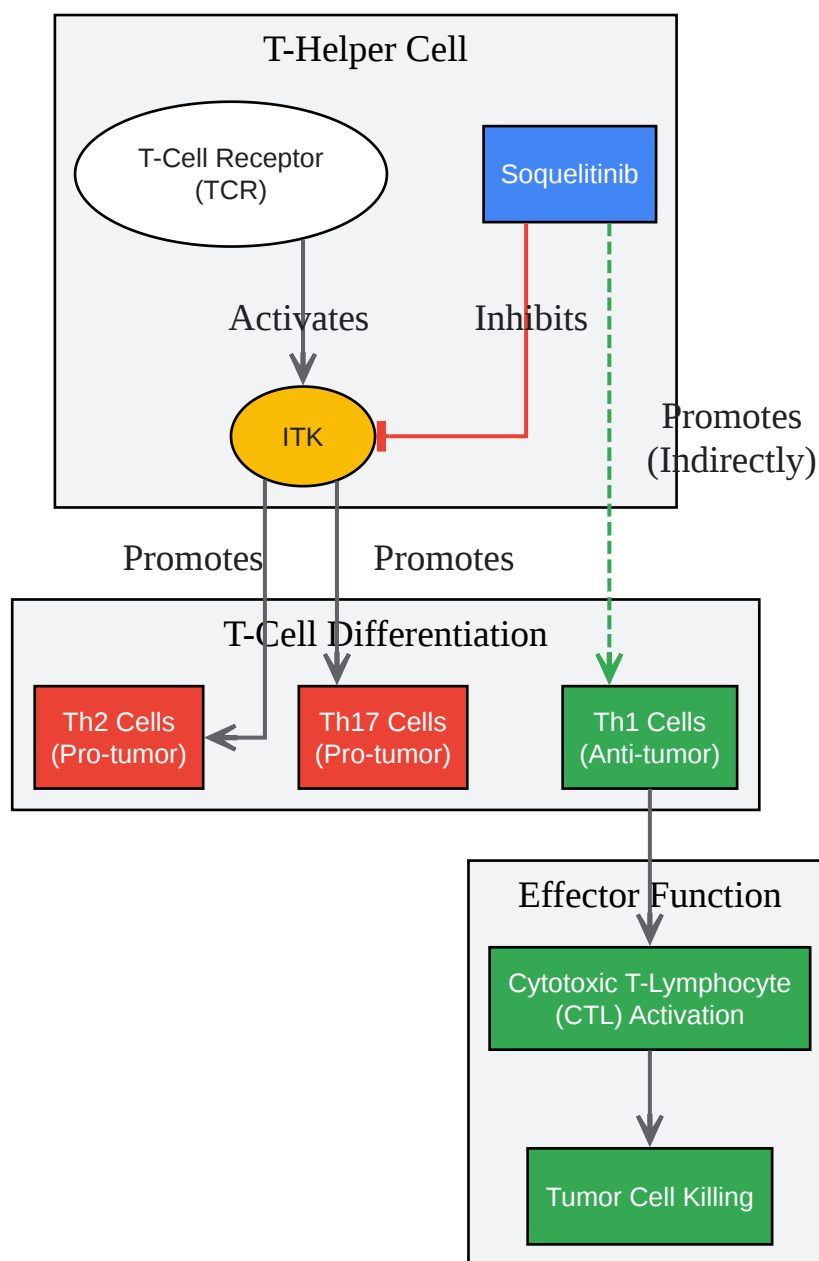 T-Helper Cell
T-Cell Receptor
(TCR)
Soquelitinib
Activates
Inhibits
Promotes
(Indirectly)
ITK
Promotes
Promotes
T-Cell Differentiation
Th2 Cells
(Pro-tumor)
Th17 Cells
(Pro-tumor)
Th1 Cells
(Anti-tumor)
Effector Function
Cytotoxic T-Lymphocyte
(CTL) Activation
Tumor Cell Killing